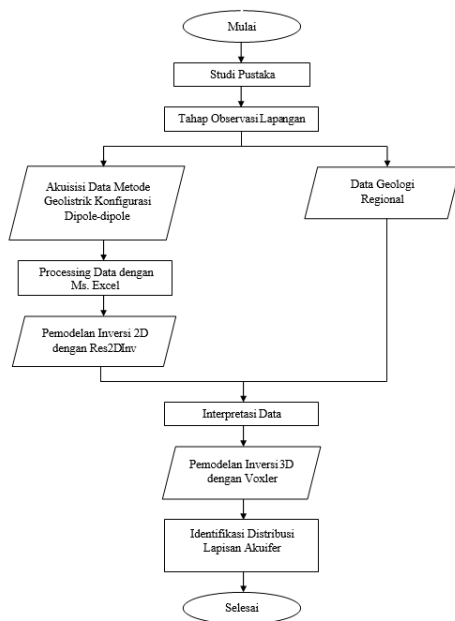 Mulai
Studi Pustaka
Tahap Observasi Lapangan
Akuisisi Data Metode
Geolistrik Konfigurasi
Dipole-dipole
Data Geologi
Regional
Processing Data dengan
Ms. Excel
Pemodelan Inversi 2D
dengan Res2DInv
Interpretasi Data
Pemodelan Inversi 3D
dengan Voxler
Identifikasi Distribusi
Lapisan Akuifer
Selesai